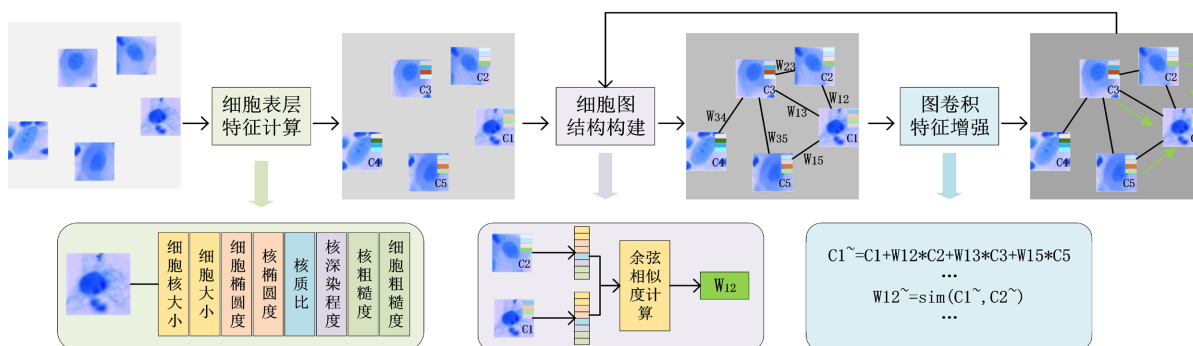 细胞表层
特征计算
C2
C3
C1
C4
C5
细胞图
结构构建
W23
C2
C3
W12
W13
C1
W34
W35
W15
C4
C5
图卷积
特征增强
C2
C3
C4
C5
细胞核大小
细胞大小
细胞椭圆度
核椭圆度
核质比
核深染程度
核粗糙度
细胞粗糙度
C2
C1
余弦
相似
度计
算
W12
C1~=C1+W12*C2+W13*C3+W15*C5
…
W12~=sim(C1~,C2~)
…